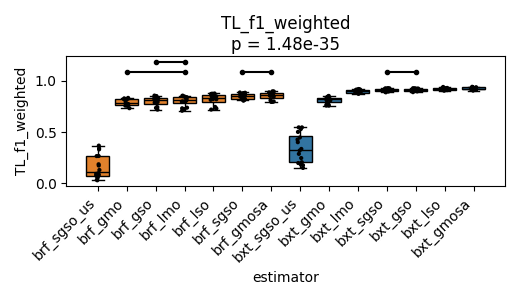 TL_f1_weighted
p = 1.48e-35
TL_f1_weighted
1.0
0.5
0.0
brf_sgso_us
brf_gmo
brf_gso
brf_lmo
brf_lso
brf_sgso
brf_gmosa
bxt_sgso_us
bxt_gmo
bxt_lmo
bxt_sgso
bxt_gso
bxt_lso
bxt_gmosa
estimator